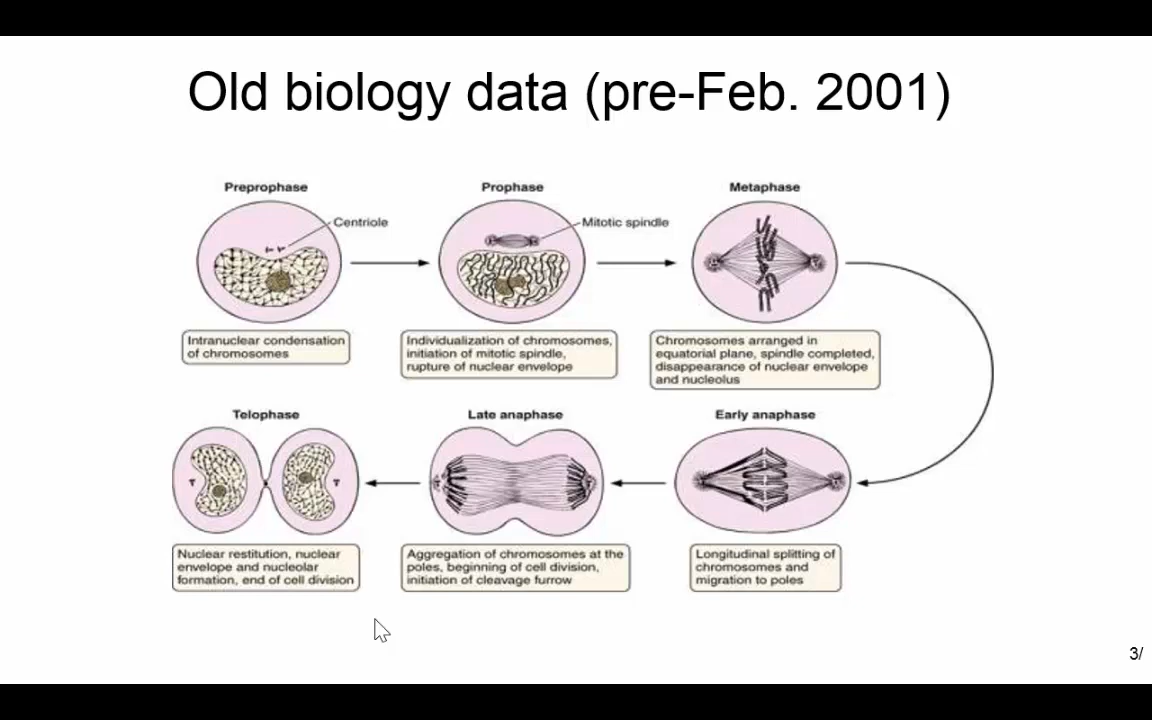 Old biology data (pre-Feb. 2001)
Preprophase
Prophase
Metaphase
Centriole
Mitotic spindle
Intranuclear condensation
of chromosomes
Individualization of chromosomes,
initiation of mitotic spindle,
rupture of nuclear envelope
Chromosomes arranged in
equatorial plane, spindle completed,
disappearance of nuclear envelope
and nucleolus
Telophase
Late anaphase
Early anaphase
Nuclear restitution, nuclear
envelope and nucleolar
formation, end of cell division
Aggregation of chromosomes at the
poles, beginning of cell division,
initiation of cleavage furrow
Longitudinal splitting of
chromosomes and
migration to poles
3/